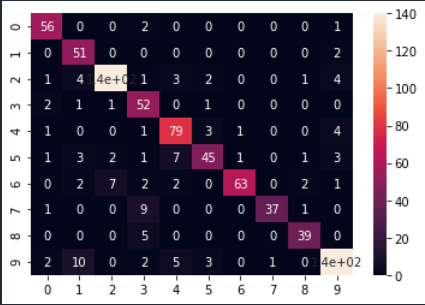 0 56 0 0 2 0 0 0 0 0 1
1 0 51 0 0 0 0 0 0 0 2
2 1 4 1.4e+02 1 3 2 0 0 1 4
3 2 1 1 52 0 1 0 0 0 0
4 1 0 0 1 79 3 1 0 0 4
5 1 3 2 1 7 45 1 0 1 3
6 0 2 7 2 2 0 63 0 2 1
7 1 0 0 9 0 0 0 37 1 0
8 0 0 0 5 0 0 0 0 39 0
9 2 10 0 2 5 3 0 1 0 1.4e+02
0 1 2 3 4 5 6 7 8 9
140
120
100
80
60
40
20
0